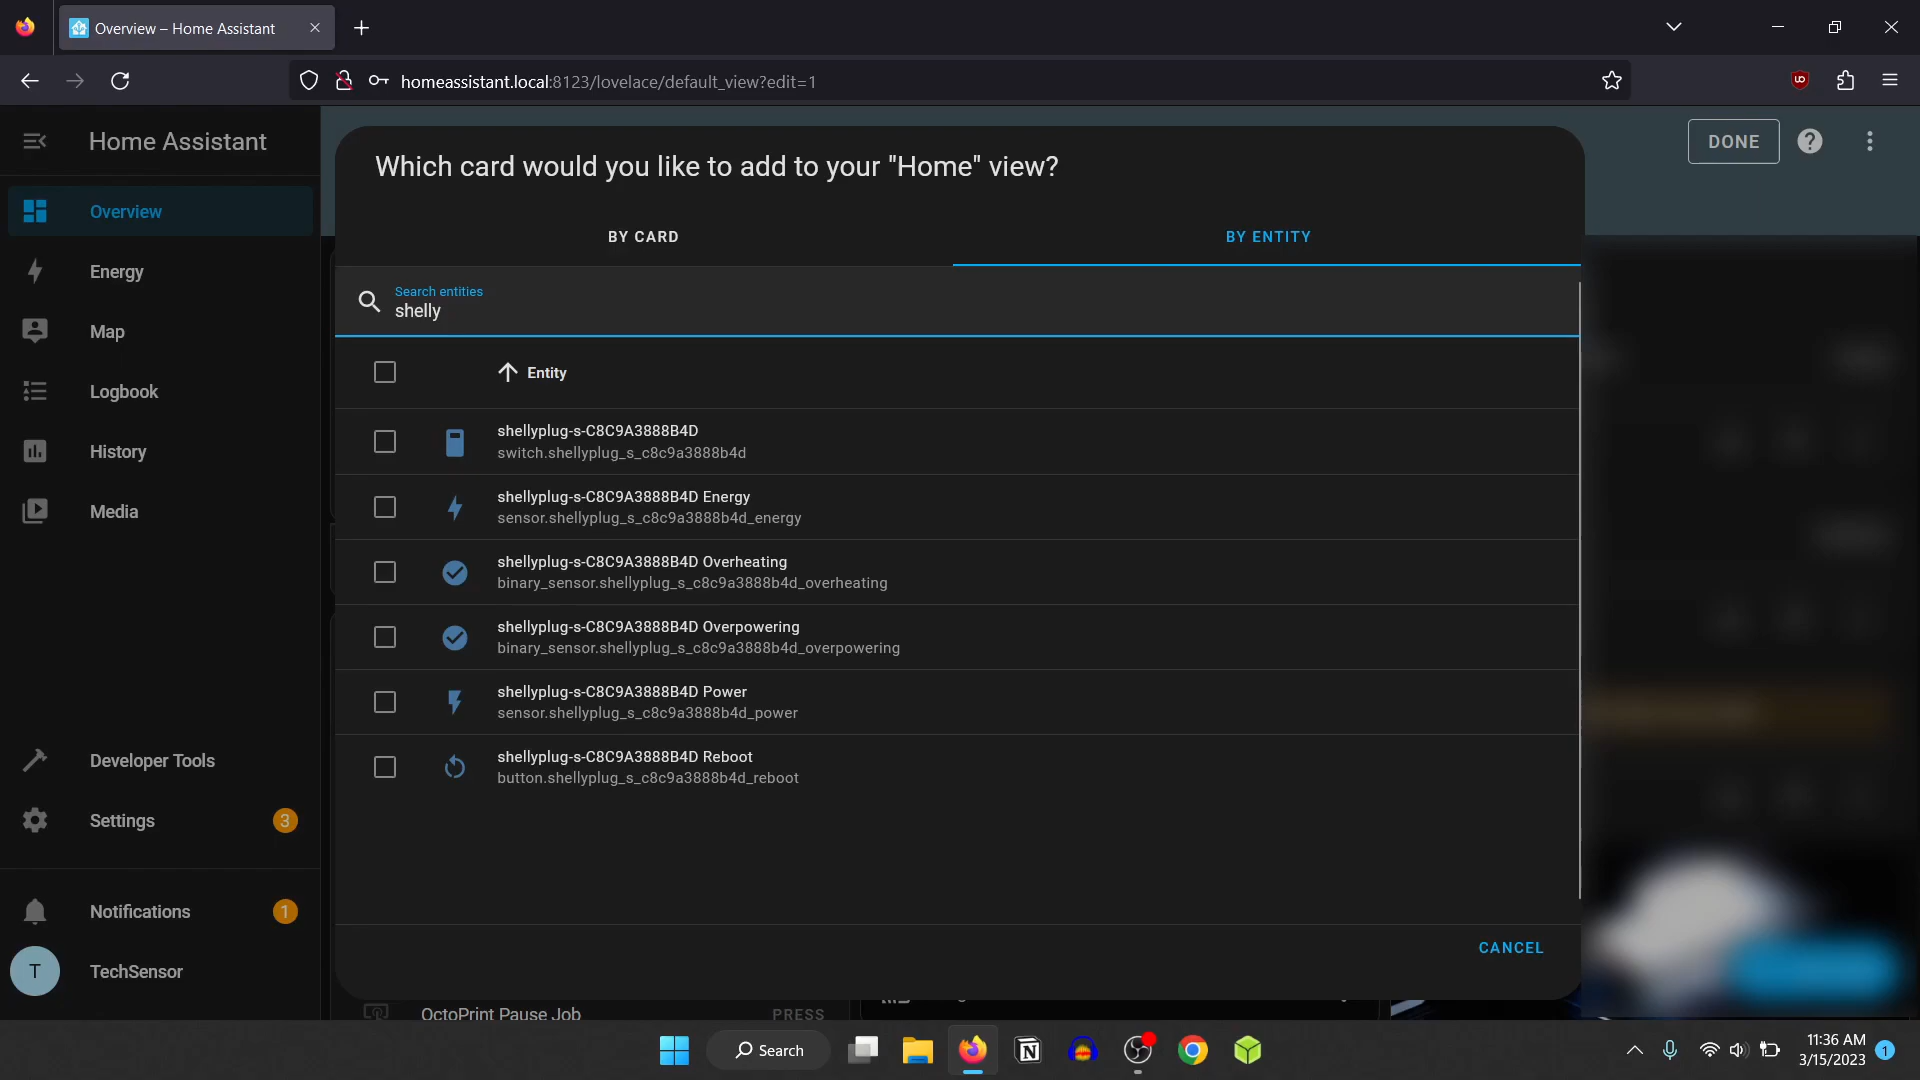 Overview – Home Assistant
homeassistant.local:8123/lovelace/default_view?edit=1
Home Assistant
DONE
Overview
Energy
Map
Logbook
History
Media
Developer Tools
Settings
3
Notifications
1
T
TechSensor
Which card would you like to add to your "Home" view?
BY CARD
BY ENTITY
Search entities
shelly
Entity
shellyplug-s-C8C9A3888B4D
switch.shellyplug_s_c8c9a3888b4d
shellyplug-s-C8C9A3888B4D Energy
sensor.shellyplug_s_c8c9a3888b4d_energy
shellyplug-s-C8C9A3888B4D Overheating
binary_sensor.shellyplug_s_c8c9a3888b4d_overheating
shellyplug-s-C8C9A3888B4D Overpowering
binary_sensor.shellyplug_s_c8c9a3888b4d_overpowering
shellyplug-s-C8C9A3888B4D Power
sensor.shellyplug_s_c8c9a3888b4d_power
shellyplug-s-C8C9A3888B4D Reboot
button.shellyplug_s_c8c9a3888b4d_reboot
CANCEL
OctoPrint Pause Job
PRESS
Search
11:36 AM
3/15/2023
1